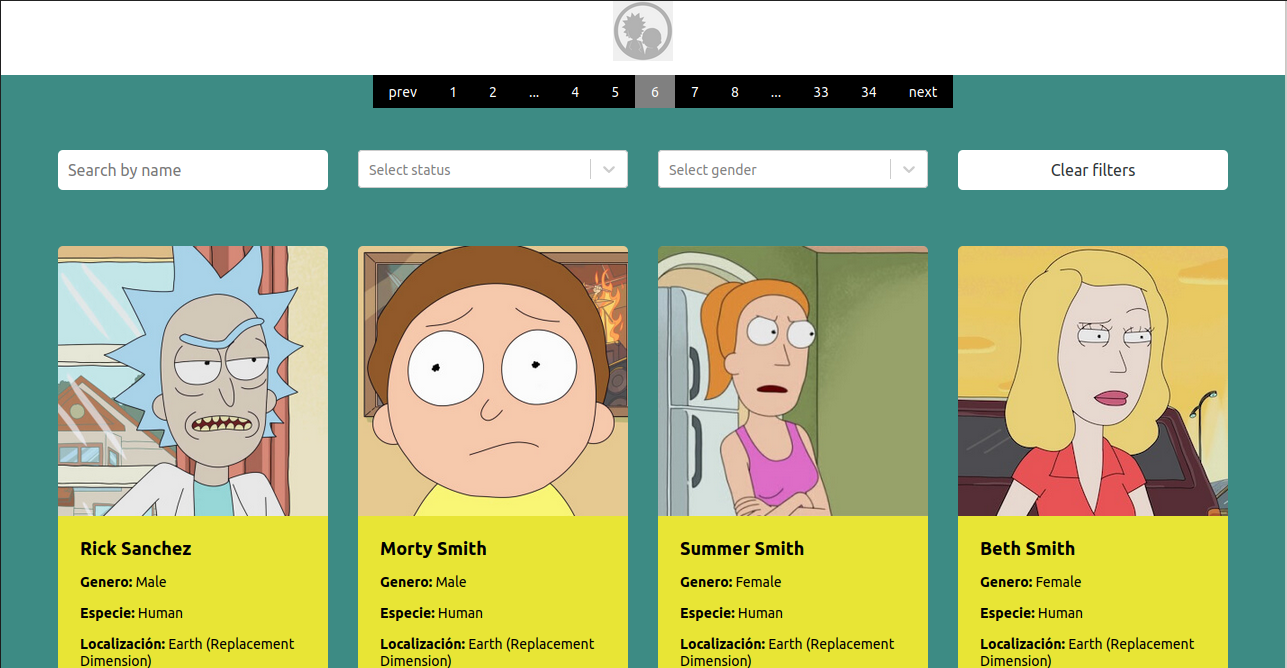 prev 1 2 ... 4 5 6 7 8 ... 33 34 next
Search by name
Select status
Select gender
Clear filters
Rick Sanchez
Genero: Male
Especie: Human
Localización: Earth (Replacement
Dimension)
Morty Smith
Genero: Male
Especie: Human
Localización: Earth (Replacement
Dimension)
Summer Smith
Genero: Female
Especie: Human
Localización: Earth (Replacement
Dimension)
Beth Smith
Genero: Female
Especie: Human
Localización: Earth (Replacement
Dimension)